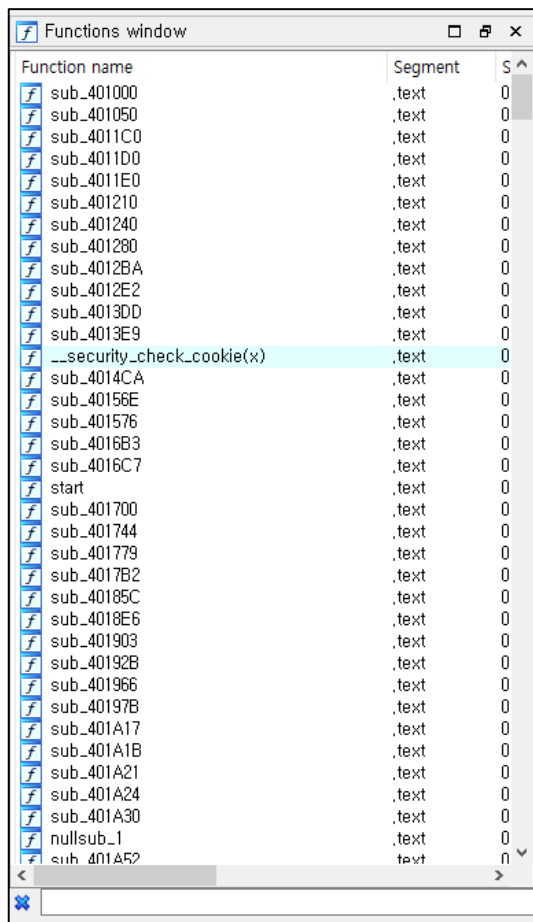 f Functions window
Function name Segment S
f sub_401000 .text 0
f sub_401050 .text 0
f sub_4011C0 .text 0
f sub_4011D0 .text 0
f sub_4011E0 .text 0
f sub_401210 .text 0
f sub_401240 .text 0
f sub_401280 .text 0
f sub_4012BA .text 0
f sub_4012E2 .text 0
f sub_4013DD .text 0
f sub_4013E9 .text 0
f __security_check_cookie(x) .text 0
f sub_4014CA .text 0
f sub_40156E .text 0
f sub_401576 .text 0
f sub_4016B3 .text 0
f sub_4016C7 .text 0
f start .text 0
f sub_401700 .text 0
f sub_401744 .text 0
f sub_401779 .text 0
f sub_4017B2 .text 0
f sub_40185C .text 0
f sub_4018E6 .text 0
f sub_401903 .text 0
f sub_40192B .text 0
f sub_401966 .text 0
f sub_40197B .text 0
f sub_401A17 .text 0
f sub_401A1B .text 0
f sub_401A21 .text 0
f sub_401A24 .text 0
f sub_401A30 .text 0
f nullsub_1 .text 0
f sub_401A52 .text 0